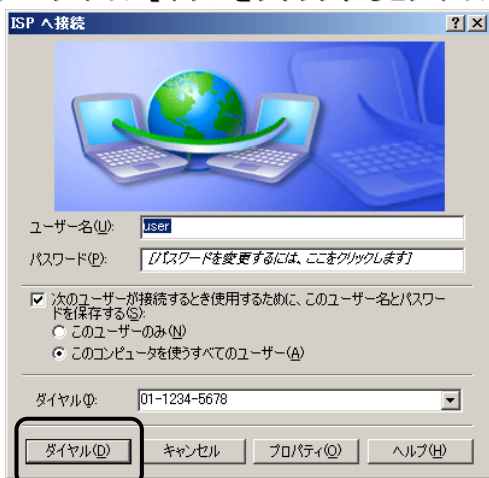 ISP へ接続
ユーザー名(U):
user
パスワード(P):
[パスワードを変更するには、ここをクリックします]
次のユーザーが接続するとき使用するために、このユーザー名とパスワー
ドを保存する(S):
このユーザーのみ(N)
このコンピュータを使うすべてのユーザー(A)
ダイヤル(I):
01-1234-5678
ダイヤル(D) キャンセル プロパティ(O) ヘルプ(H)